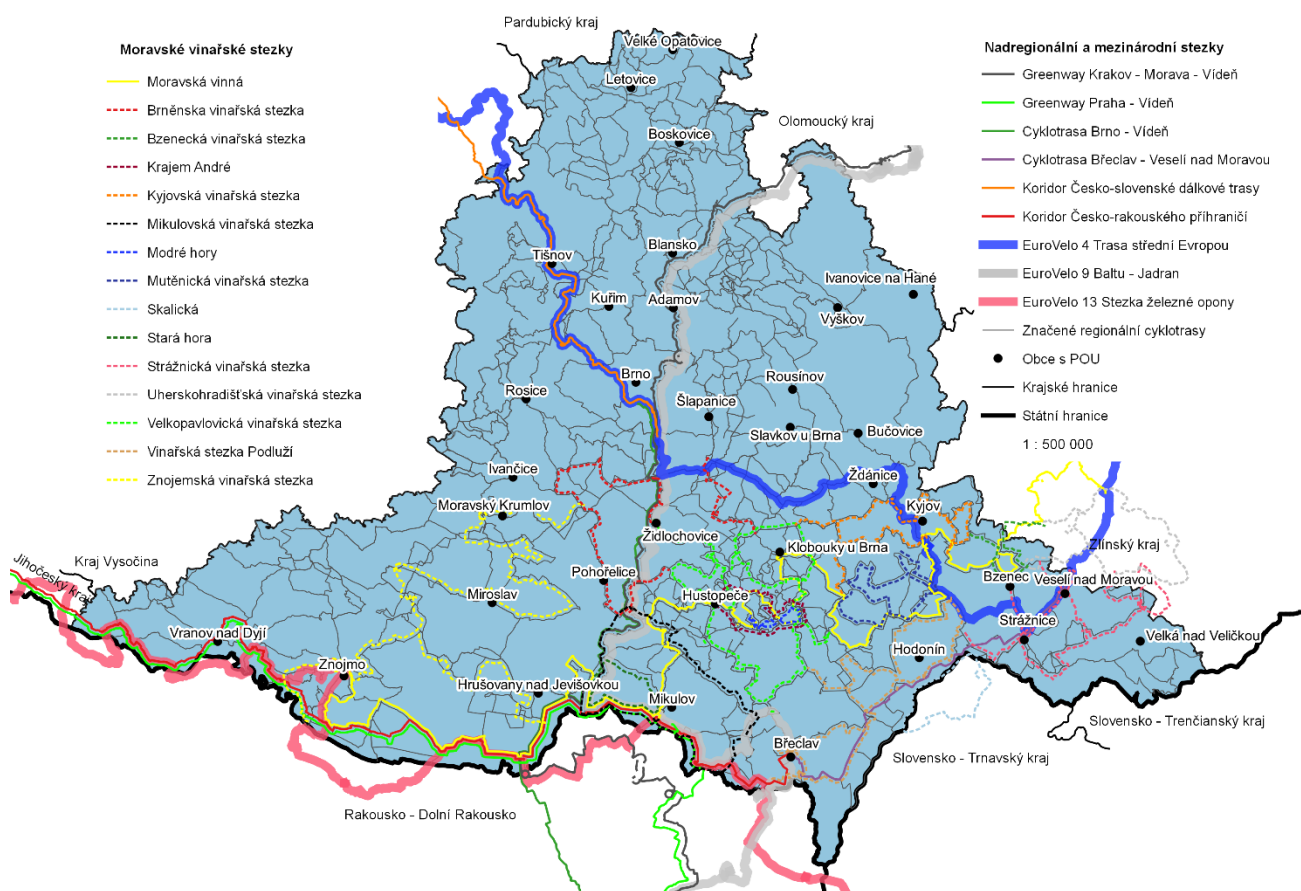 Moravské vinařské stezky
Moravská vinná
Brněnska vinařská stezka
Bzenecká vinařská stezka
Krajem André
Kyjovská vinařská stezka
Mikulovská vinařská stezka
Modré hory
Mutěnická vinařská stezka
Skalická
Stará hora
Strážnická vinařská stezka
Uherskohradišťská vinařská stezka
Velkopavlovická vinařská stezka
Vinařská stezka Podluží
Znojemská vinařská stezka
Nadregionální a mezinárodní stezky
Greenway Krakov - Morava - Vídeň
Greenway Praha - Vídeň
Cyklotrasa Brno - Vídeň
Cyklotrasa Břeclav - Veselí nad Moravou
Koridor Česko-slovenské dálkové trasy
Koridor Česko-rakouského příhraničí
EuroVelo 4 Trasa střední Evropou
EuroVelo 9 Baltu - Jadran
EuroVelo 13 Stezka železné opony
Značené regionální cyklotrasy
Obce s POU
Krajské hranice
Státní hranice
1 : 500 000
Pardubický kraj
Velké Opatovice
Letovice
Olomoucký kraj
Boskovice
Blansko
Tišnov
Ivanovice na Hané
Kuřim
Adamov
Vyškov
Brno
Rousínov
Rosice
Šlapanice
Slavkov u Brna
Bučovice
Ivančice
Ždánice
Moravský Krumlov
Kyjov
Židlochovice
Klobouky u Brna
Zlínský kraj
Kraj Vysočina
Jihočeský kraj
Pohořelice
Bzenec
Veselí nad Moravou
Miroslav
Hustopeče
Strážnice
Vranov nad Dyjí
Velká nad Veličkou
Hodonín
Znojmo
Hrušovany nad Jevišovkou
Mikulov
Slovensko - Trenčianský kraj
Břeclav
Slovensko - Trnavský kraj
Rakousko - Dolní Rakousko